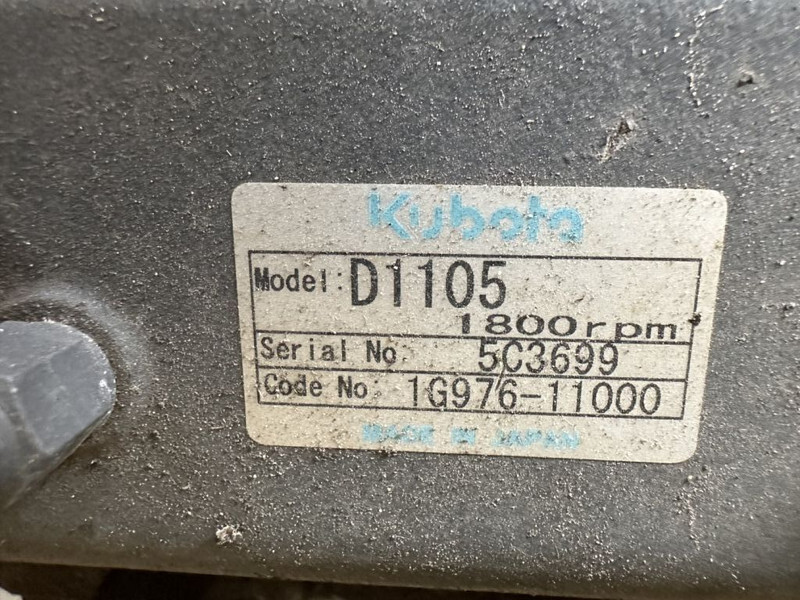 Kubota
Model: D1105
1800rpm
Serial No. 5C3699
Code No. 1G976-11000
MADE IN JAPAN